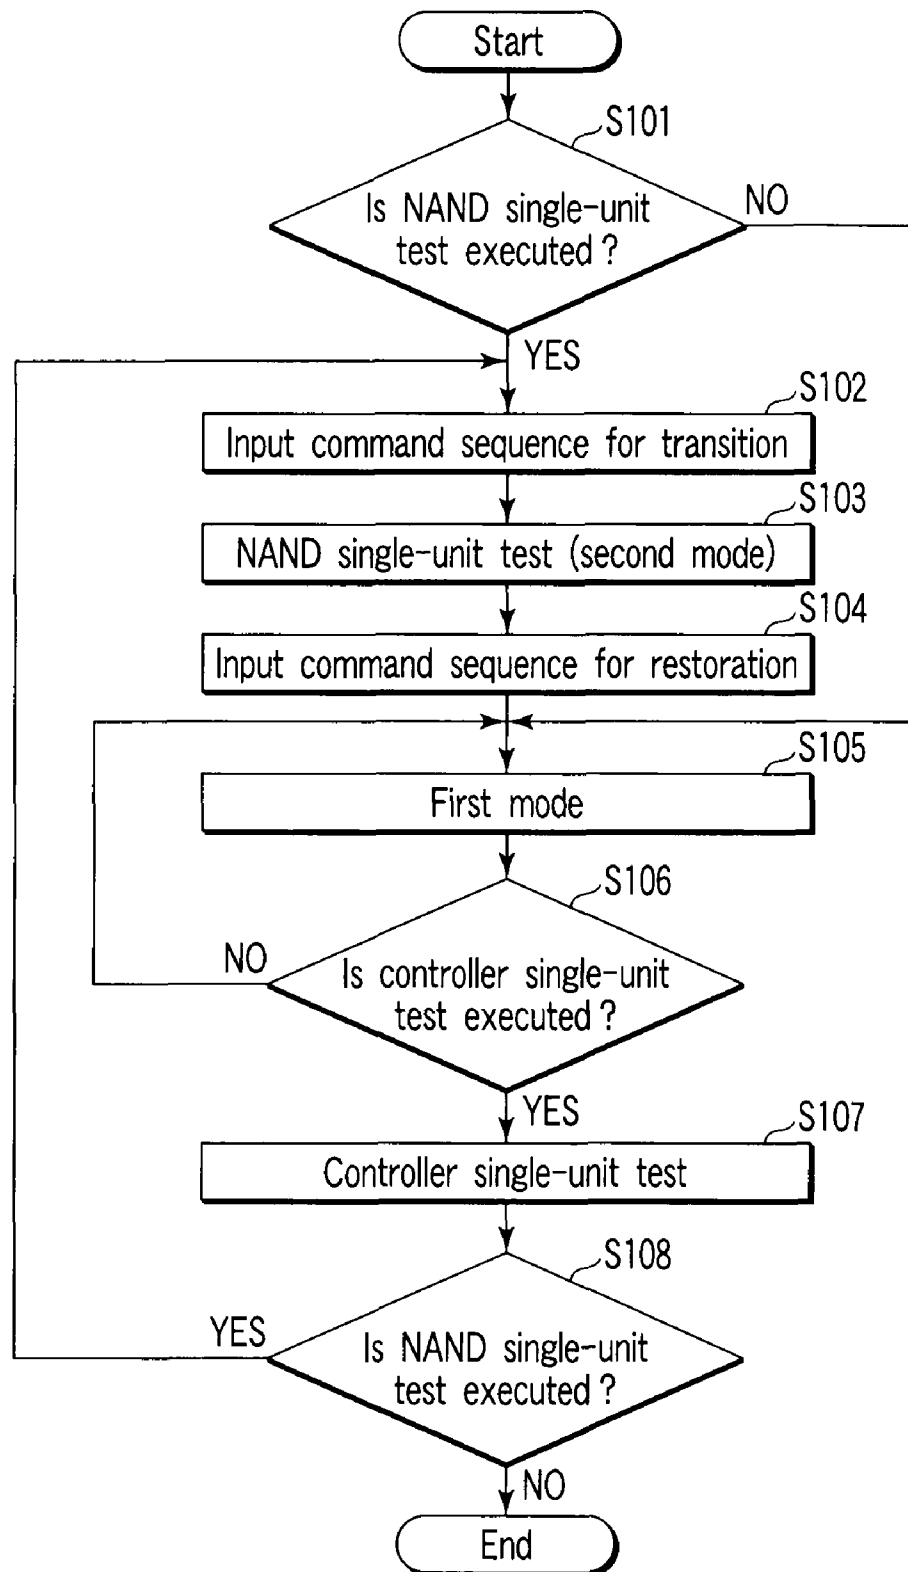 Start
S101
Is NAND single-unit
test executed?
NO
YES
S102
Input command sequence for transition
S103
NAND single-unit test (second mode)
S104
Input command sequence for restoration
S105
First mode
S106
NO
Is controller single-unit
test executed?
YES
S107
Controller single-unit test
S108
YES
Is NAND single-unit
test executed?
NO
End